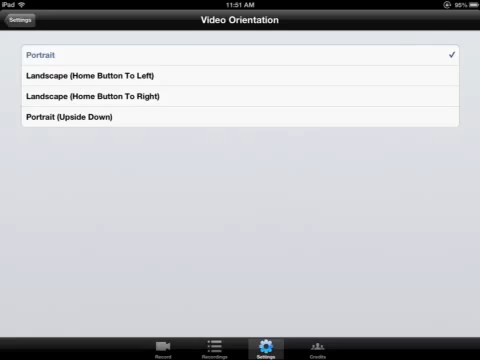 iPad
11:51 AM
95%
Settings
Video Orientation
Portrait
Landscape (Home Button To Left)
Landscape (Home Button To Right)
Portrait (Upside Down)
Record
Recordings
Settings
Credits